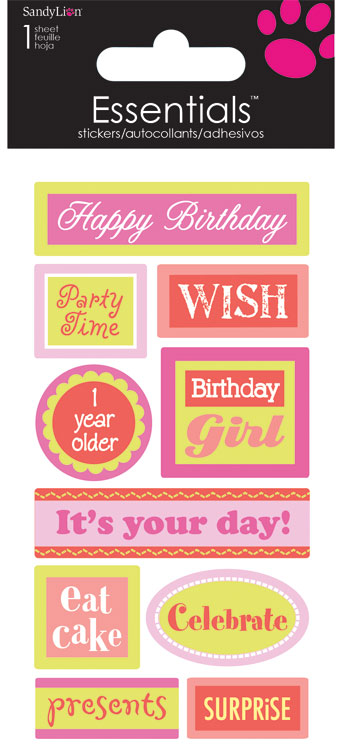 SandyLion
1 sheet
feuille
hoja
Essentials™
stickers/autocollants/adhesivos
Happy Birthday
Party
Time
WISH
1
year
older
Birthday
Girl
It's your day!
eat
cake
Celebrate
presents
SURPRiSE